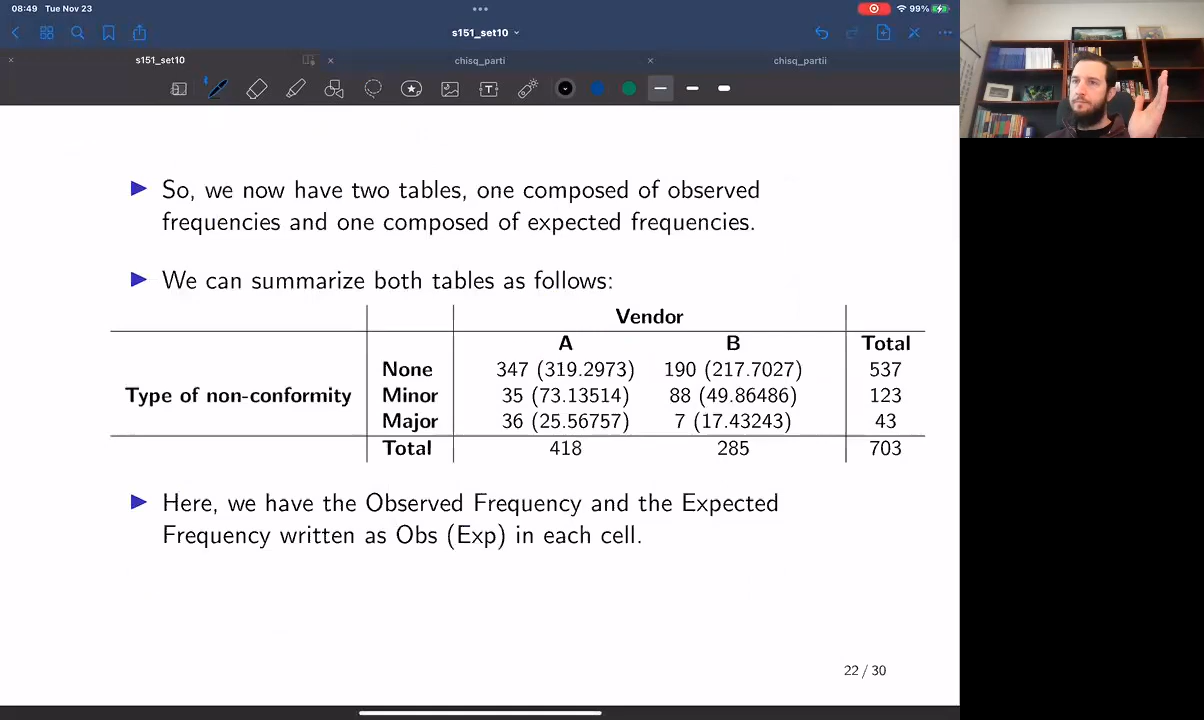 08:49 Tue Nov 23
99%
s151_set10
s151_set10
chisq_parti
chisq_partii
So, we now have two tables, one composed of observed
frequencies and one composed of expected frequencies.
We can summarize both tables as follows:
Vendor
A B Total
None 347 (319.2973) 190 (217.7027) 537
Type of non-conformity Minor 35 (73.13514) 88 (49.86486) 123
Major 36 (25.56757) 7 (17.43243) 43
Total 418 285 703
Here, we have the Observed Frequency and the Expected
Frequency written as Obs (Exp) in each cell.
22 / 30